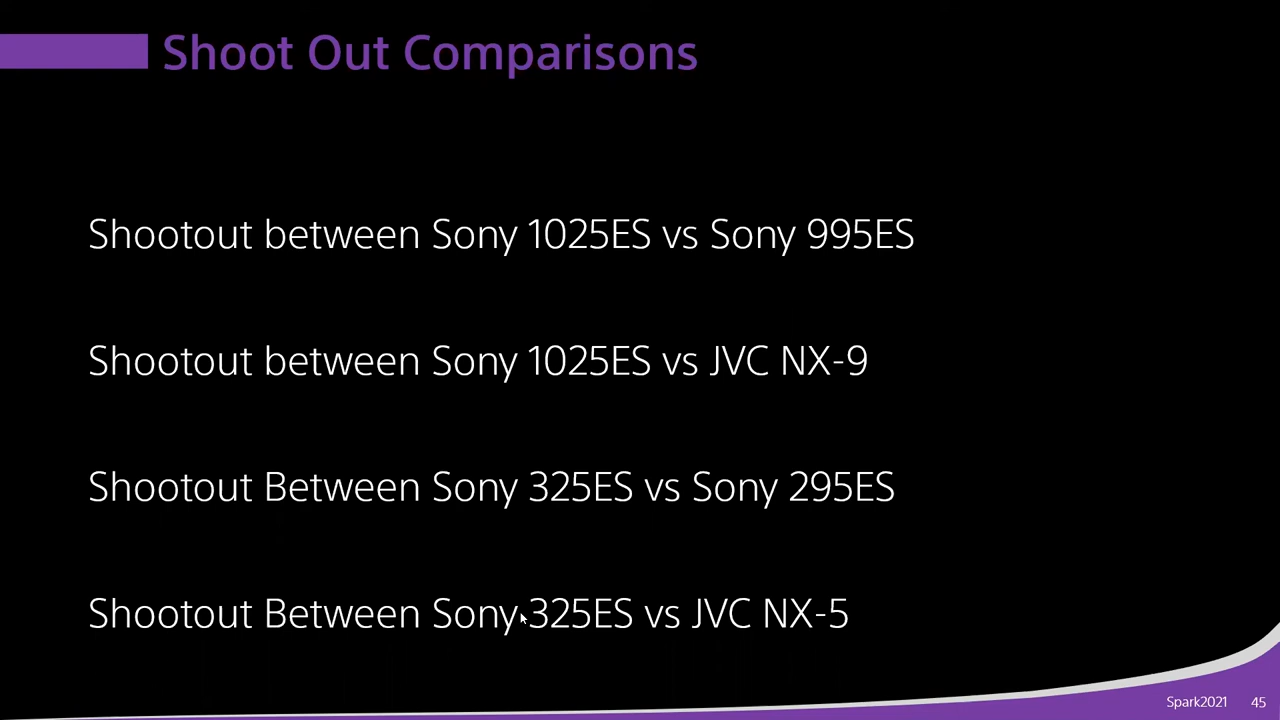 Shoot Out Comparisons
Shootout between Sony 1025ES vs Sony 995ES
Shootout between Sony 1025ES vs JVC NX-9
Shootout Between Sony 325ES vs Sony 295ES
Shootout Between Sony 325ES vs JVC NX-5
Spark2021 45